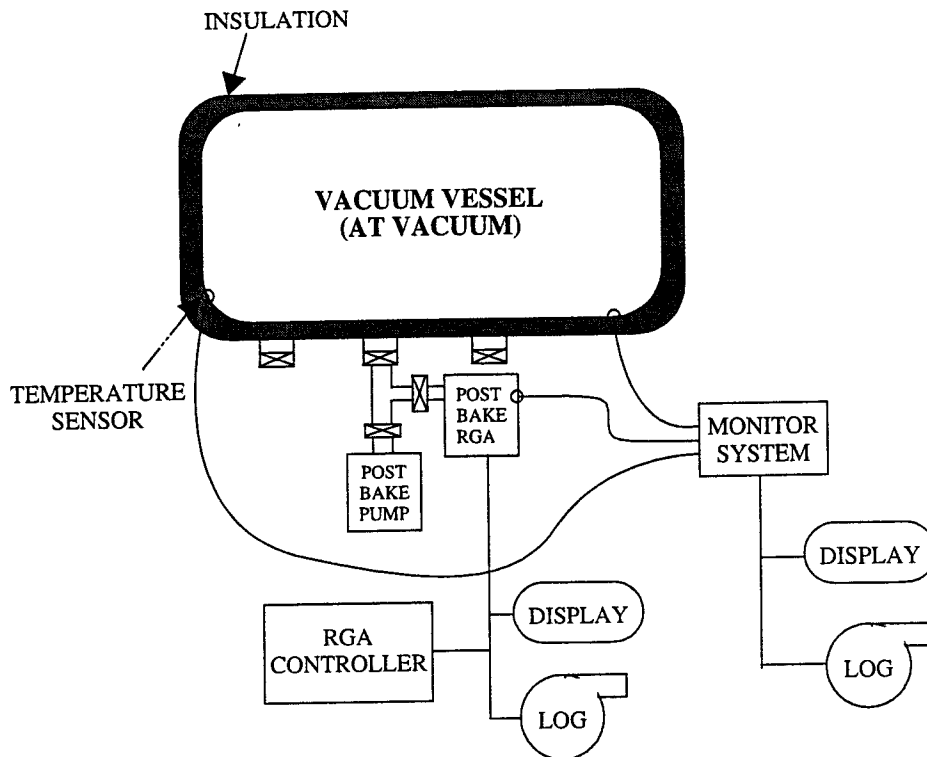 INSULATION
VACUUM VESSEL
(AT VACUUM)
TEMPERATURE
SENSOR
POST
BAKE
RGA
POST
BAKE
PUMP
MONITOR
SYSTEM
DISPLAY
LOG
RGA
CONTROLLER
DISPLAY
LOG